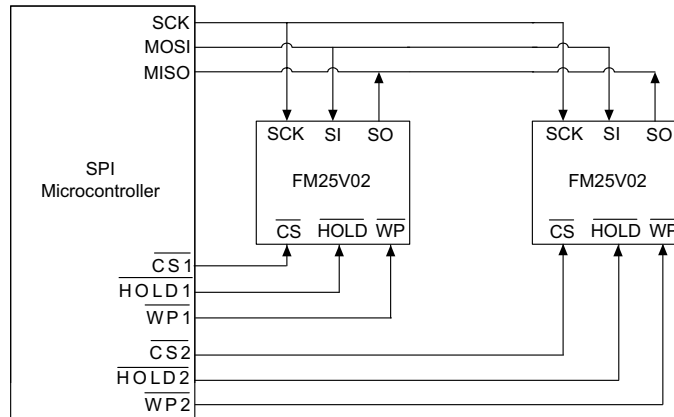 SCK
MOSI
MISO
SPI
Microcontroller
CS1
HOLD1
WP1
CS2
HOLD2
WP2
SCK SI SO
FM25V02
CS HOLD WP
SCK SI SO
FM25V02
CS HOLD WP